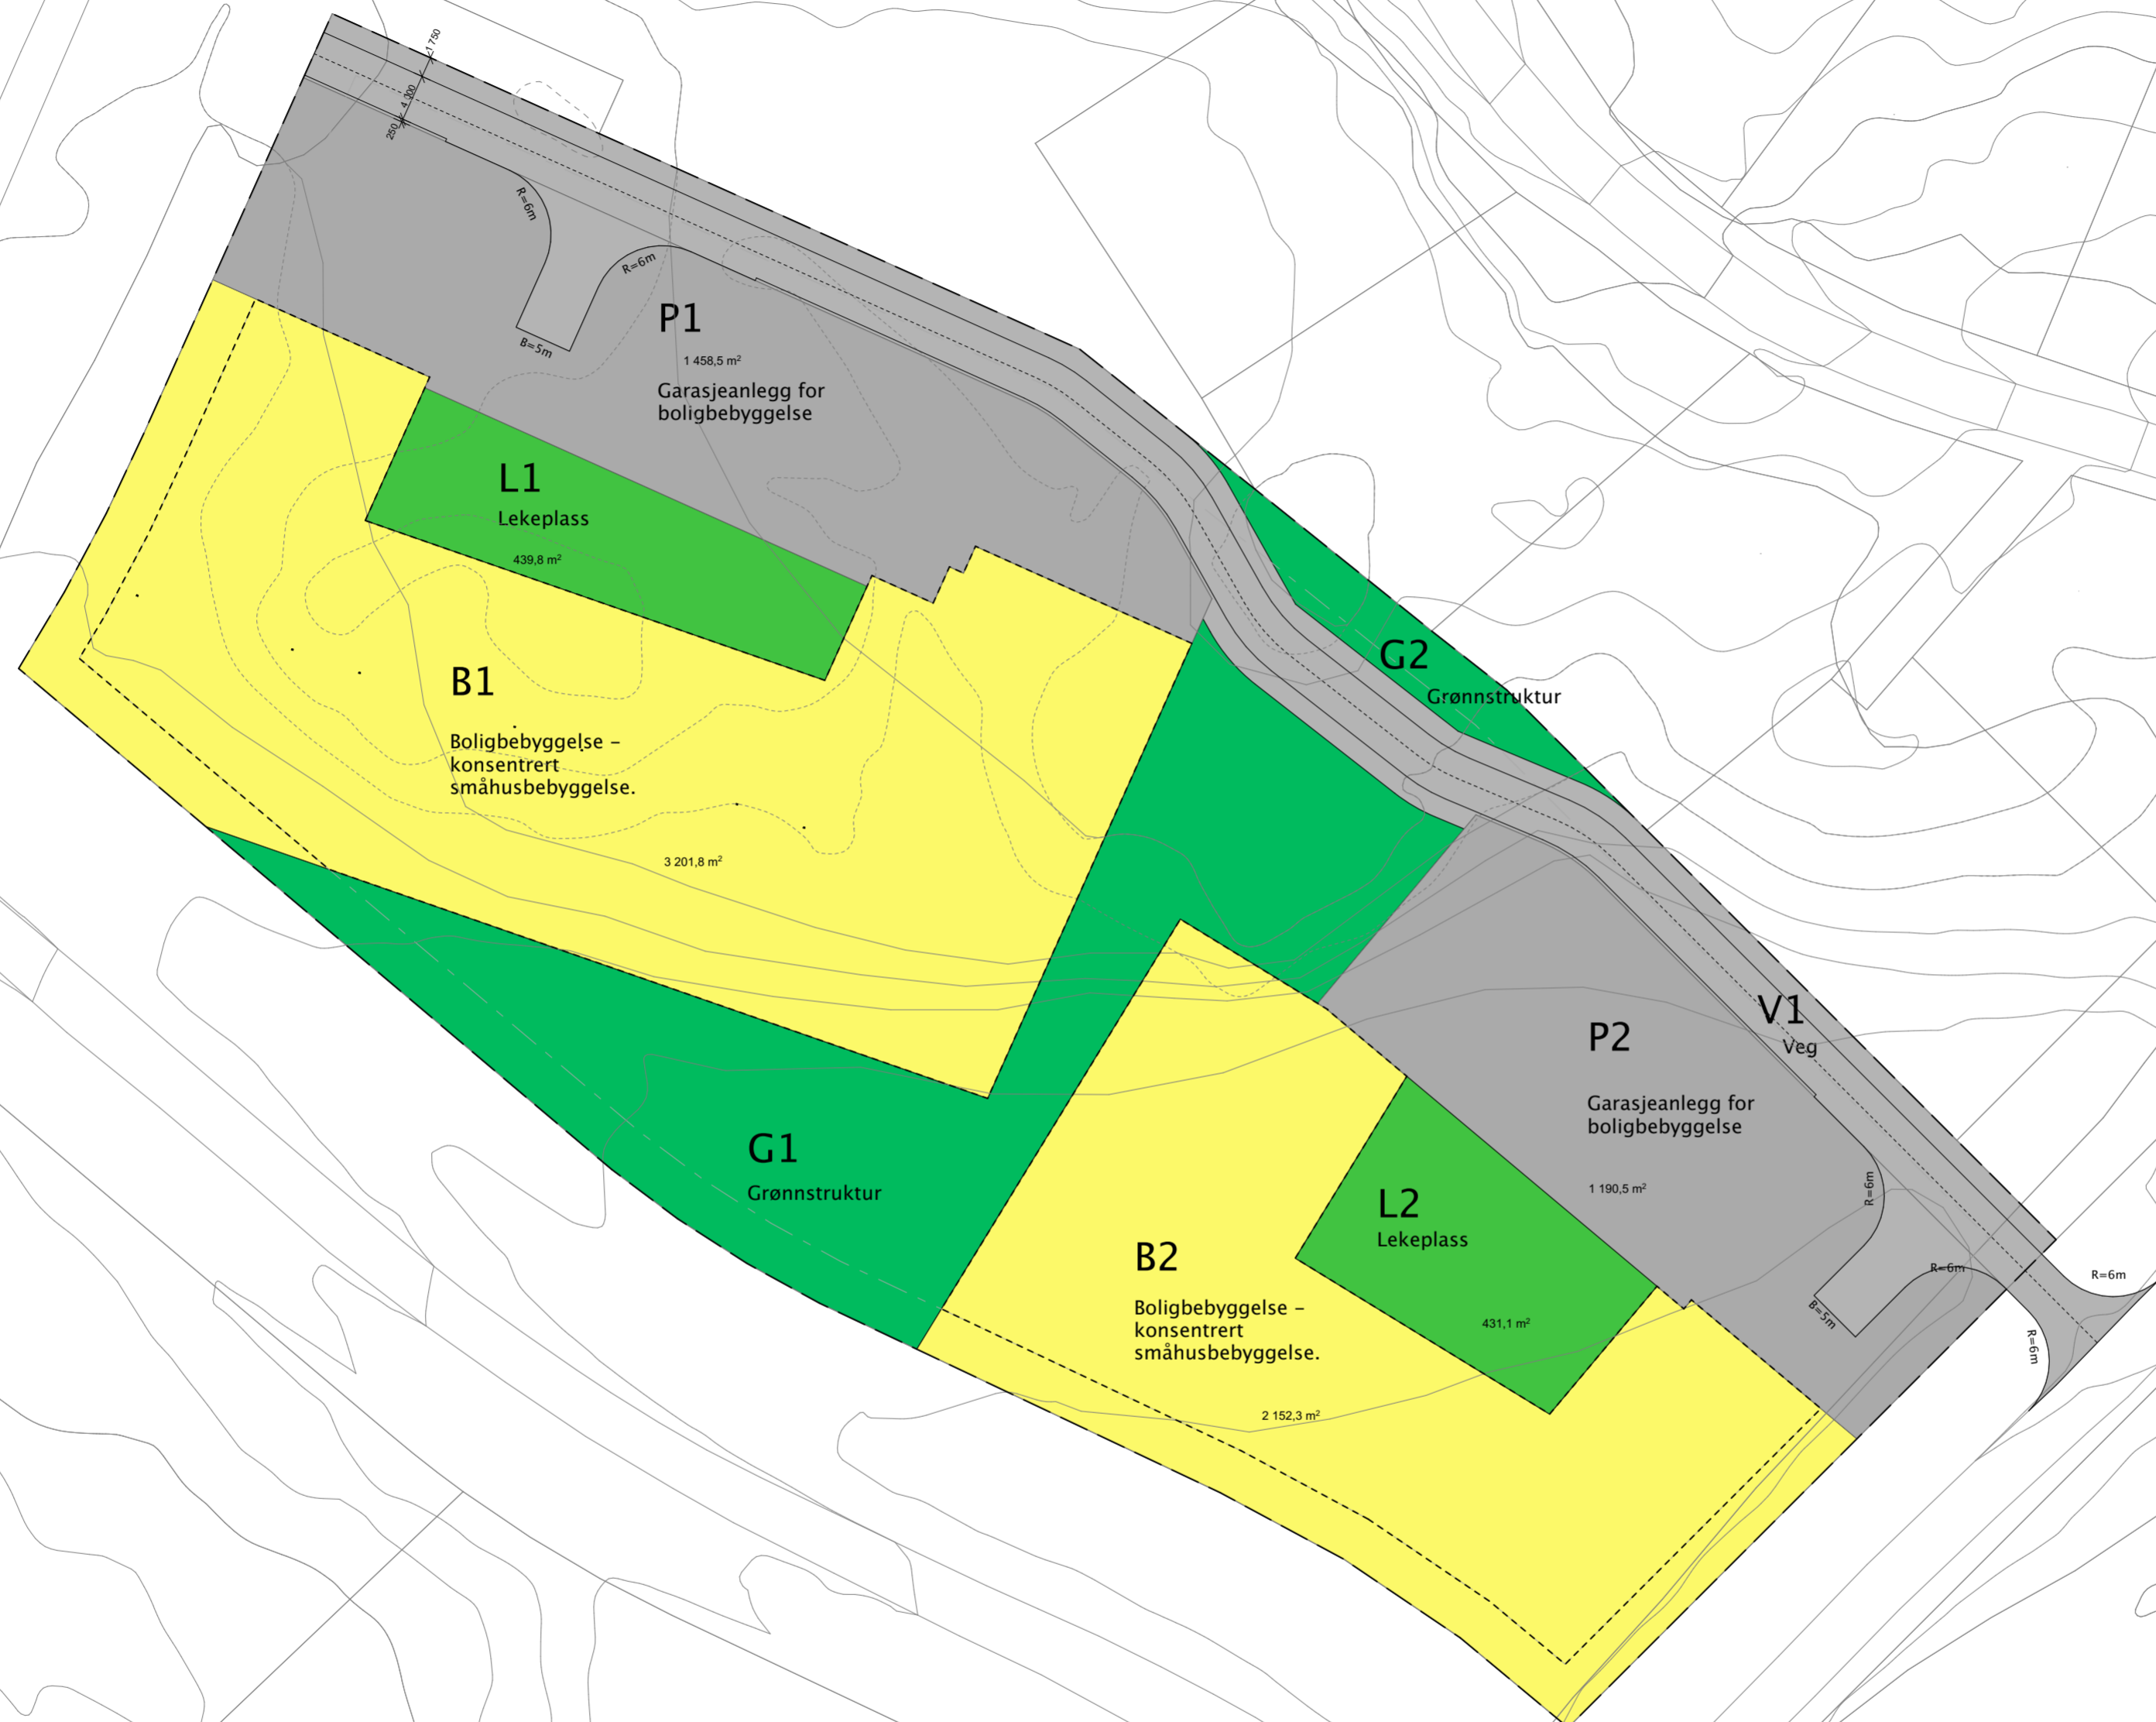 1 750
4 000
250
R=6m
R=6m
B=5m
P1
1 458,5 m²
Garasjeanlegg for
boligbebyggelse
L1
Lekeplass
439,8 m²
B1
Boligbebyggelse –
konsentrert
småhusbebyggelse.
3 201,8 m²
G2
Grønnstruktur
V1
Veg
P2
Garasjeanlegg for
boligbebyggelse
1 190,5 m²
G1
Grønnstruktur
L2
Lekeplass
431,1 m²
B2
Boligbebyggelse –
konsentrert
småhusbebyggelse.
2 152,3 m²
R=6m
R=6m
B=5m
R=6m
R=6m